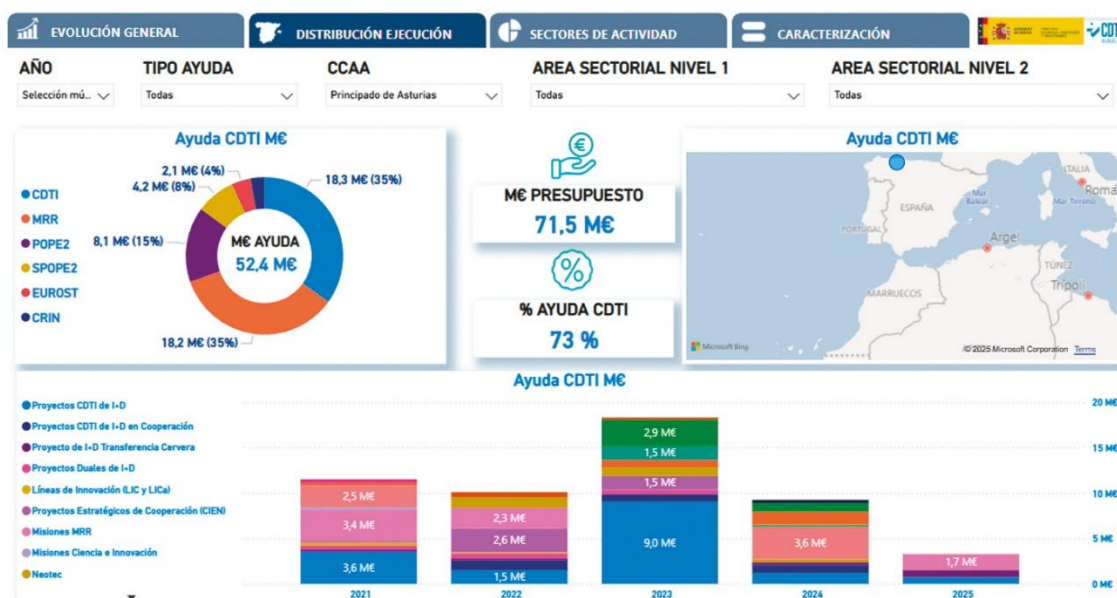 EVOLUCIÓN GENERAL
DISTRIBUCIÓN EJECUCIÓN
SECTORES DE ACTIVIDAD
CARACTERIZACIÓN
AÑO
TIPO AYUDA
CCAA
AREA SECTORIAL NIVEL 1
AREA SECTORIAL NIVEL 2
Selección mú...
Todas
Principado de Asturias
Todas
Todas
Ayuda CDTI M€
CDTI
MRR
POPE2
SPOPE2
EUROST
CRIN
2,1 M€ (4%)
4,2 M€ (8%)
8,1 M€ (15%)
18,3 M€ (35%)
18,2 M€ (35%)
M€ AYUDA
52,4 M€
M€ PRESUPUESTO
71,5 M€
% AYUDA CDTI
73 %
Ayuda CDTI M€
ITALIA
Roma
Mar Tirreno
Mar
Balear
ESPAÑA
PORTUGAL
Argel
TÚNEZ
Trípoli
MARRUECOS
Microsoft Bing
© 2025 Microsoft Corporation Terms
Ayuda CDTI M€
Proyectos CDTI de I+D
Proyectos CDTI de I+D en Cooperación
Proyecto de I+D Transferencia Cervera
Proyectos Duales de I+D
Líneas de Innovación (LIC y LICa)
Proyectos Estratégicos de Cooperación (CIEN)
Misiones MRR
Misiones Ciencia e Innovación
Neotec
20 M€
15 M€
10 M€
5 M€
0 M€
2,5 M€
3,4 M€
3,6 M€
2,3 M€
2,6 M€
1,5 M€
2,9 M€
1,5 M€
1,5 M€
9,0 M€
3,6 M€
1,7 M€
2021
2022
2023
2024
2025